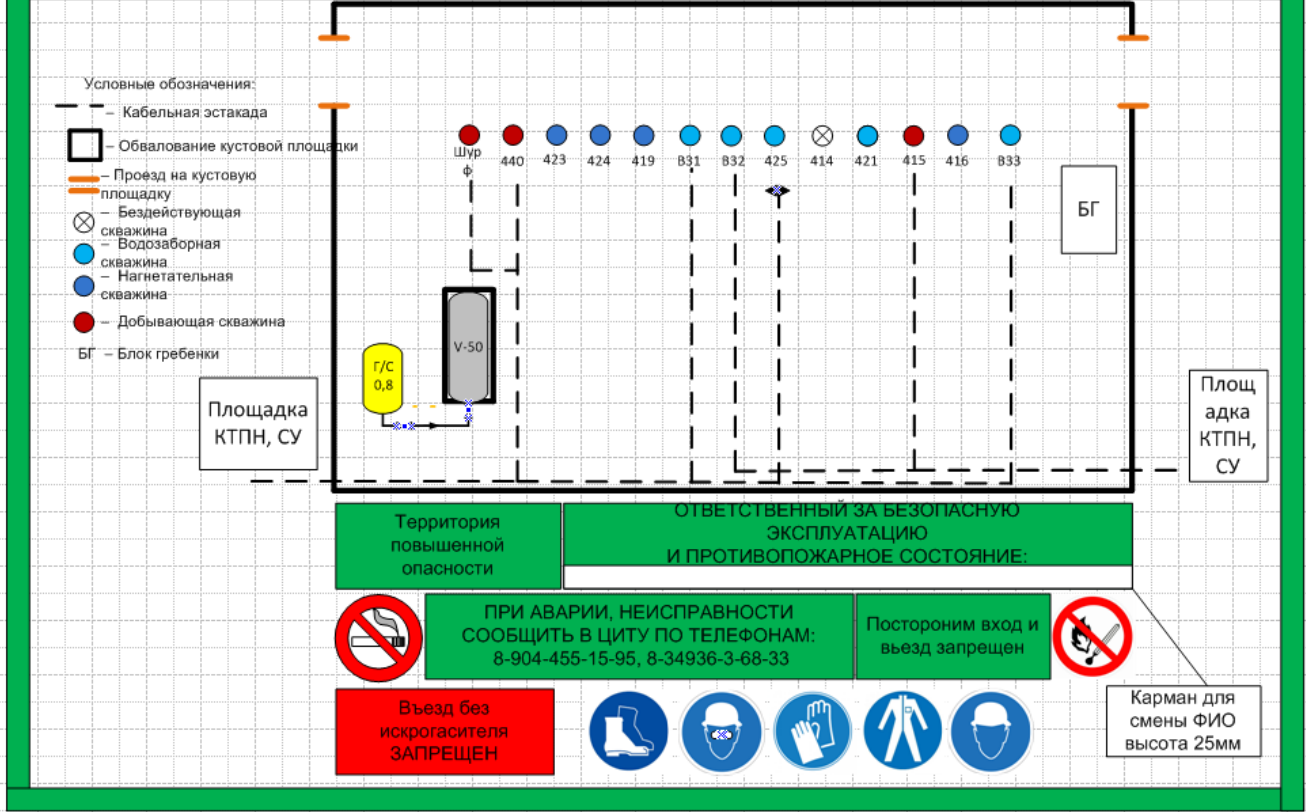 Условные обозначения:
– Кабельная эстакада
– Обвалование кустовой площадки
– Проезд на кустовую
площадку
– Бездействующая
скважина
– Водозаборная
скважина
– Нагнетательная
скважина
– Добывающая скважина
БГ – Блок гребенки
Шур
ф
440
423
424
419
В31
В32
425
414
421
415
416
В33
БГ
V-50
Г/С
0,8
Площадка
КТПН, СУ
Площ
адка
КТПН,
СУ
Территория
повышенной
опасности
ОТВЕТСТВЕННЫЙ ЗА БЕЗОПАСНУЮ
ЭКСПЛУАТАЦИЮ
И ПРОТИВОПОЖАРНОЕ СОСТОЯНИЕ:
ПРИ АВАРИИ, НЕИСПРАВНОСТИ
СООБЩИТЬ В ЦИТУ ПО ТЕЛЕФОНАМ:
8-904-455-15-95, 8-34936-3-68-33
Постороним вход и
вьезд запрещен
Въезд без
искрогасителя
ЗАПРЕЩЕН
Карман для
смены ФИО
высота 25мм